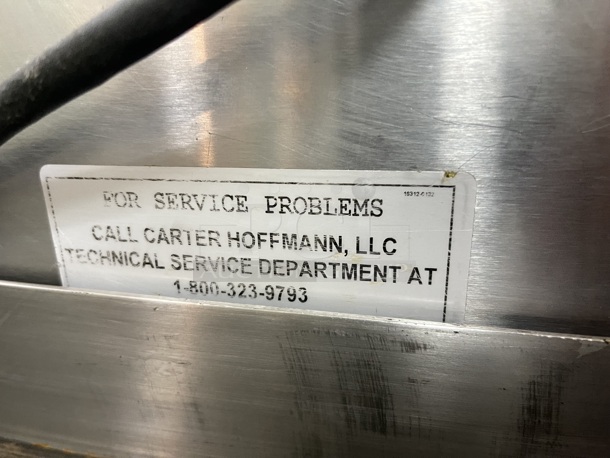 FOR SERVICE PROBLEMS
CALL CARTER HOFFMANN, LLC
TECHNICAL SERVICE DEPARTMENT AT
1-800-323-9793